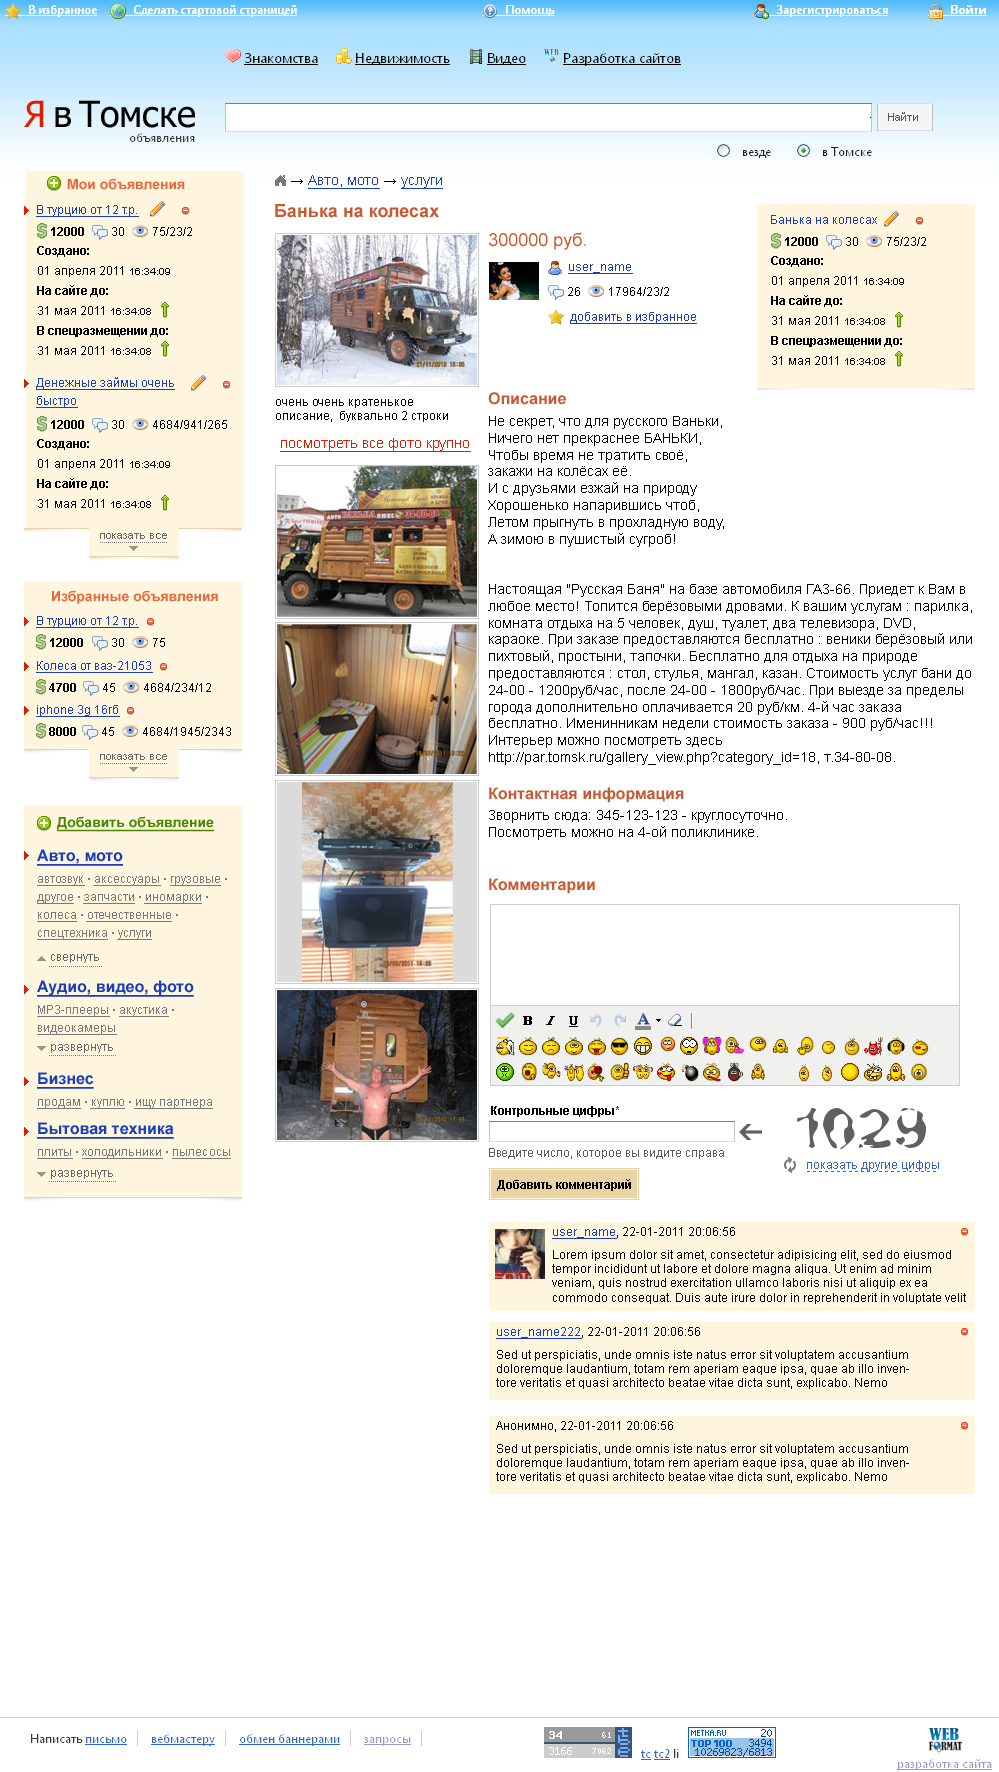 В избранное
Сделать стартовой страницей
Помощь
Зарегистрироваться
Войти
Знакомства
Недвижимость
Видео
Разработка сайтов
Я в Томске
объявления
Найти
везде
в Томске
Мои объявления
В турцию от 12 т.р.
12000 30 75/23/2
Создано:
01 апреля 2011 16:34:09
На сайте до:
31 мая 2011 16:34:08
В спецразмещении до:
31 мая 2011 16:34:08
Денежные займы очень
быстро
12000 30 4684/941/265
Создано:
01 апреля 2011 16:34:09
На сайте до:
31 мая 2011 16:34:08
показать все
Избранные объявления
В турцию от 12 т.р.
12000 30 75
Колеса от ваз-21053
4700 45 4684/234/12
iphone 3g 16гб
8000 45 4684/1945/2343
показать все
Добавить объявление
Авто, мото
автозвук · аксессуары · грузовые ·
другое · запчасти · иномарки ·
колеса · отечественные ·
спецтехника · услуги
свернуть
Аудио, видео, фото
MP3-плееры · акустика ·
видеокамеры
развернуть
Бизнес
продам · куплю · ищу партнера
Бытовая техника
плиты · холодильники · пылесосы
развернуть
→ Авто, мото → услуги
Банька на колесах
очень очень кратенькое
описание, буквально 2 строки
посмотреть все фото крупно
300000 руб.
user_name
26 17964/23/2
добавить в избранное
Банька на колесах
12000 30 75/23/2
Создано:
01 апреля 2011 16:34:09
На сайте до:
31 мая 2011 16:34:08
В спецразмещении до:
31 мая 2011 16:34:08
Описание
Не секрет, что для русского Ваньки,
Ничего нет прекраснее БАНЬКИ,
Чтобы время не тратить своё,
закажи на колёсах её.
И с друзьями езжай на природу
Хорошенько напарившись чтоб,
Летом прыгнуть в прохладную воду,
А зимою в пушистый сугроб!
Настоящая "Русская Баня" на базе автомобиля ГАЗ-66. Приедет к Вам в
любое место! Топится берёзовыми дровами. К вашим услугам : парилка,
комната отдыха на 5 человек, душ, туалет, два телевизора, DVD,
караоке. При заказе предоставляются бесплатно : веники берёзовый или
пихтовый, простыни, тапочки. Бесплатно для отдыха на природе
предоставляются : стол, стулья, мангал, казан. Стоимость услуг бани до
24-00 - 1200руб/час, после 24-00 - 1800руб/час. При выезде за пределы
города дополнительно оплачивается 20 руб/км. 4-й час заказа
бесплатно. Именинникам недели стоимость заказа - 900 руб/час!!!
Интерьер можно посмотреть здесь
http://par.tomsk.ru/gallery_view.php?category_id=18, т.34-80-08.
Контактная информация
Зворнить сюда: 345-123-123 - круглосуточно.
Посмотреть можно на 4-ой поликлинике.
Комментарии
B I U A
Контрольные цифры*
1029
Введите число, которое вы видите справа
показать другие цифры
Добавить комментарий
user_name, 22-01-2011 20:06:56
Lorem ipsum dolor sit amet, consectetur adipisicing elit, sed do eiusmod
tempor incididunt ut labore et dolore magna aliqua. Ut enim ad minim
veniam, quis nostrud exercitation ullamco laboris nisi ut aliquip ex ea
commodo consequat. Duis aute irure dolor in reprehenderit in voluptate velit
user_name222, 22-01-2011 20:06:56
Sed ut perspiciatis, unde omnis iste natus error sit voluptatem accusantium
doloremque laudantium, totam rem aperiam eaque ipsa, quae ab illo inven-
tore veritatis et quasi architecto beatae vitae dicta sunt, explicabo. Nemo
Анонимно, 22-01-2011 20:06:56
Sed ut perspiciatis, unde omnis iste natus error sit voluptatem accusantium
doloremque laudantium, totam rem aperiam eaque ipsa, quae ab illo inven-
tore veritatis et quasi architecto beatae vitae dicta sunt, explicabo. Nemo
Написать письмо
вебмастеру
обмен баннерами
запросы
34 61
3166 7062
tc tc2 li
METKA.RU 20
TOP 100 3494
10269823/6813
WEB
FORMAT
разработка сайта